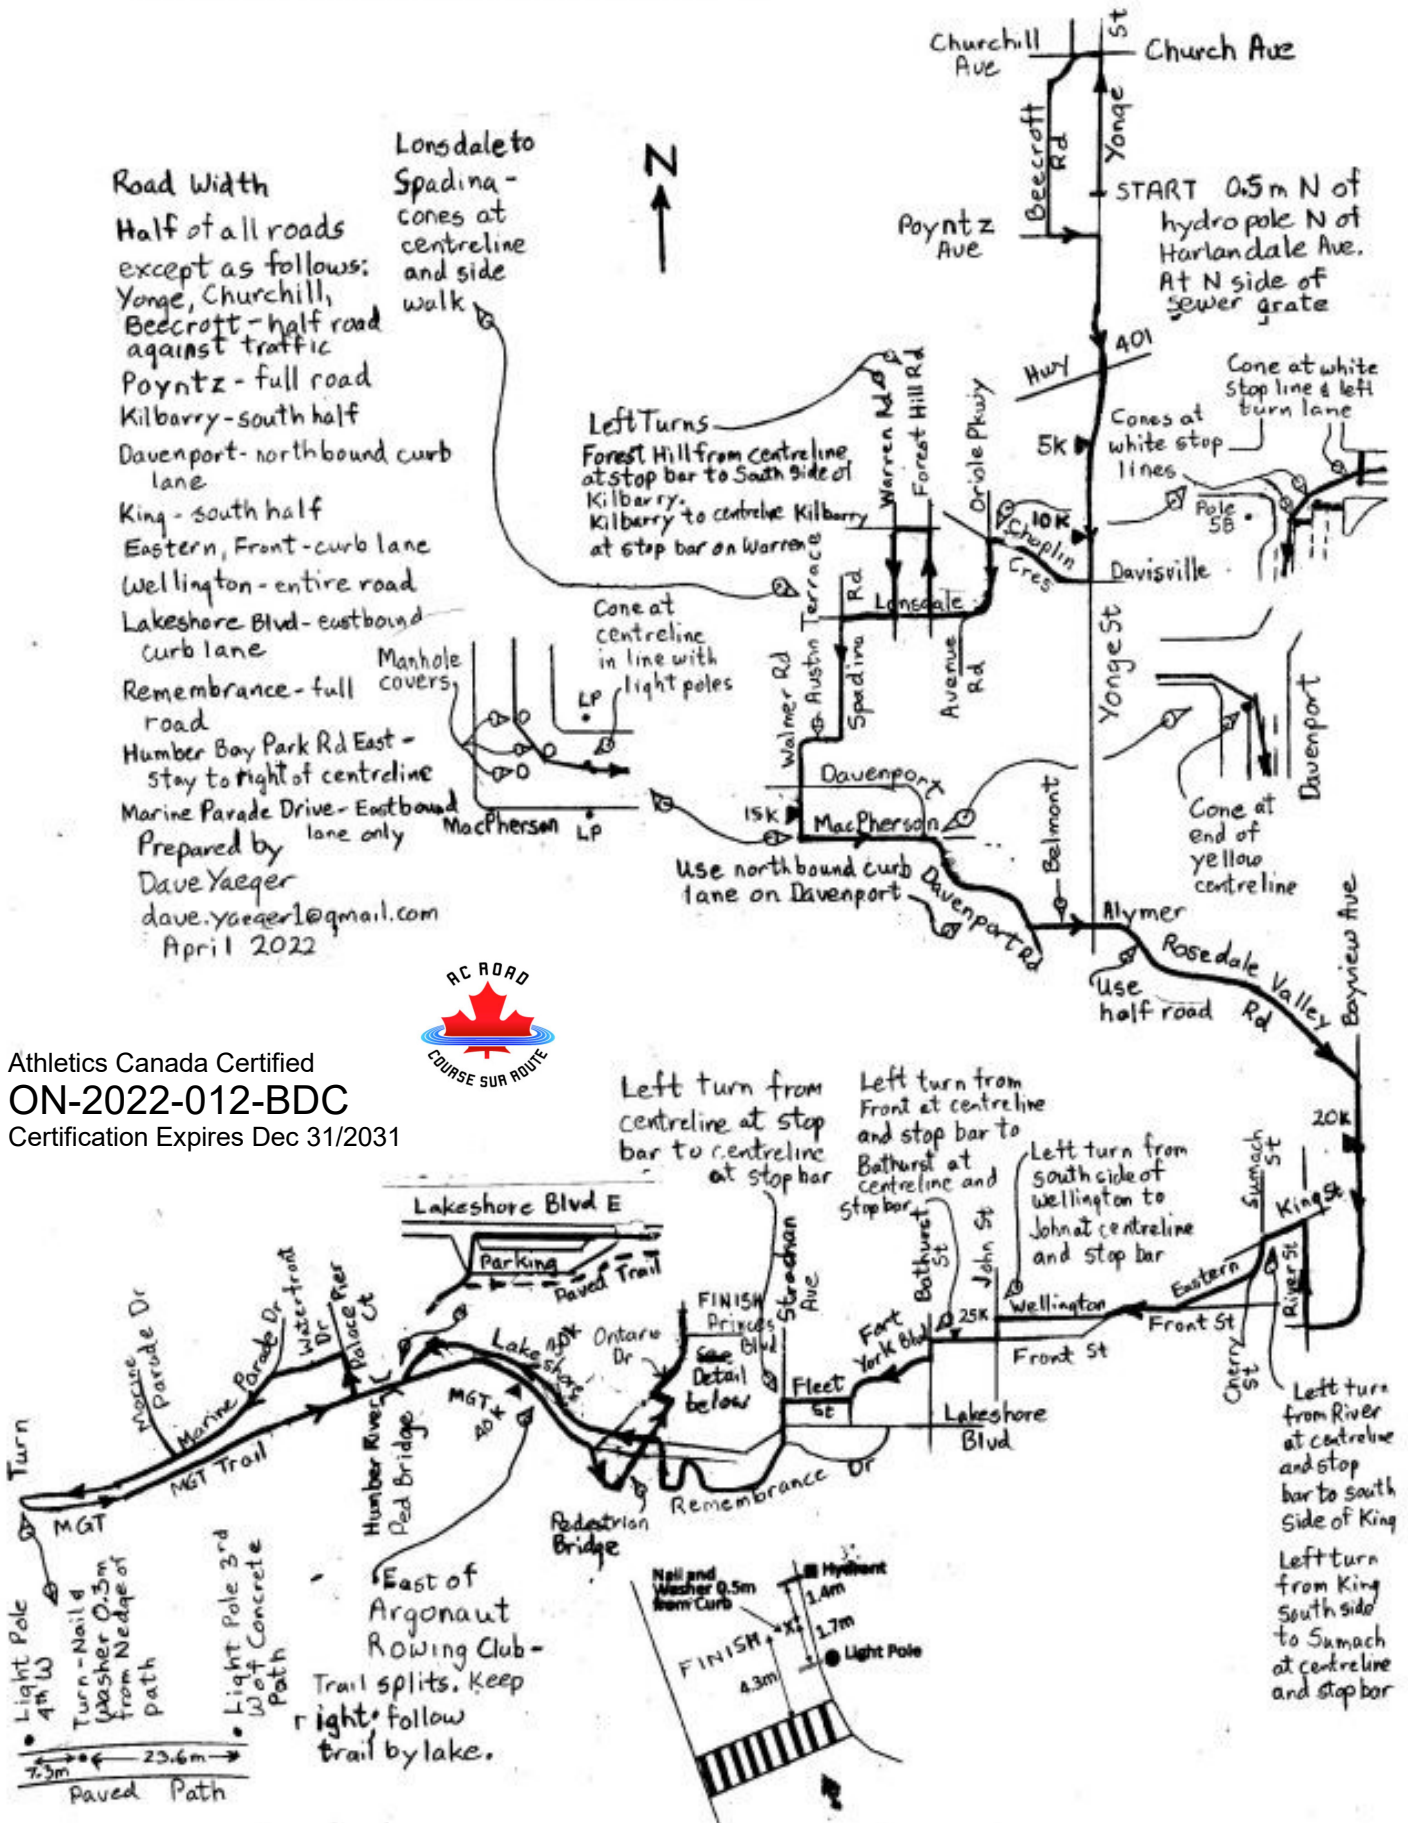 Churchill
Ave
St
Church Ave
Beecroft
Rd
Yonge
START 0.5m N of
hydro pole N of
Harlandale Ave.
At N side of
sewer grate
Poyntz
Ave
N
Road Width
Half of all roads
except as follows:
Yonge, Churchill,
Beecroft - half road
against traffic
Poyntz - full road
Kilbarry - south half
Davenport - northbound curb
lane
King - south half
Eastern, Front - curb lane
Wellington - entire road
Lakeshore Blvd - eastbound
curb lane
Remembrance - full
road
Humber Bay Park Rd East -
stay to right of centreline
Marine Parade Drive - Eastbound
lane only
Prepared by
Dave Yaeger
dave.yaeger1@gmail.com
April 2022
Lonsdale to
Spadina -
cones at
centreline
and side
walk
Hwy 401
5K
Cone at white
stop line & left
turn lane
Cones at
white stop
lines
Pole
58
Left Turns
Forest Hill from centreline
at stop bar to South Side of
Kilbarry.
Kilbarry to centreline Kilbarry
at stop bar on Warren
Warren Rd
Forest Hill Rd
Oriole Pkwy
10K
Chaplin
Cres
Davisville
Lonsdale
Austin Terrace
Spadina Rd
Walmer Rd
Avenue
Rd
Yonge St
Cone at
centreline
in line with
light poles
Manhole
covers
LP
MacPherson
LP
Davenport
15K
MacPherson
Use northbound curb
lane on Davenport
Davenport Rd
Belmont
Davenport
Cone at
end of
yellow
centreline
Alymer
Rosedale Valley
Rd
Use
half road
Bayview Ave
20K
AC ROAD
COURSE SUR ROUTE
Athletics Canada Certified
ON-2022-012-BDC
Certification Expires Dec 31/2031
Left turn from
centreline at stop
bar to centreline
at stop bar
Left turn from
Front at centreline
and stop bar to
Bathurst at
centreline and
stop bar
Left turn from
south side of
Wellington to
John at centreline
and stop bar
Sumach
St
King St
River St
Eastern
Front St
Cherry
St
Wellington
25K
Front St
John St
Bathurst
St
Fort
York Blvd
Fleet
St
Strachan
Ave
Lakeshore
Blvd
Remembrance Dr
Left turn
from River
at centreline
and stop
bar to south
Side of King
Left turn
from King
South side
to Sumach
at centreline
and stop bar
Lakeshore Blvd E
Parking
Paved Trail
FINISH
Princes
Blvd
See
Detail
below
Ontario
Dr
Lakeshore
30K
MGT
40K
Pedestrian
Bridge
Marine
Parade Dr
Marine Parade Dr
Waterfront
Dr
Palace Pier
Ct
MGT Trail
Humber River
Ped Bridge
Turn
MGT
East of
Argonaut
Rowing Club -
Trail splits. Keep
right; follow
trail by lake.
Light Pole
4th W
Turn - Nail &
Washer 0.3m
from N edge of
path
Light Pole 3rd
W of Concrete
Path
7.3m
23.6m
Paved Path
Nail and
Washer 0.5m
from Curb
Hydrant
1.4m
1.7m
FINISH
X
Light Pole
4.3m